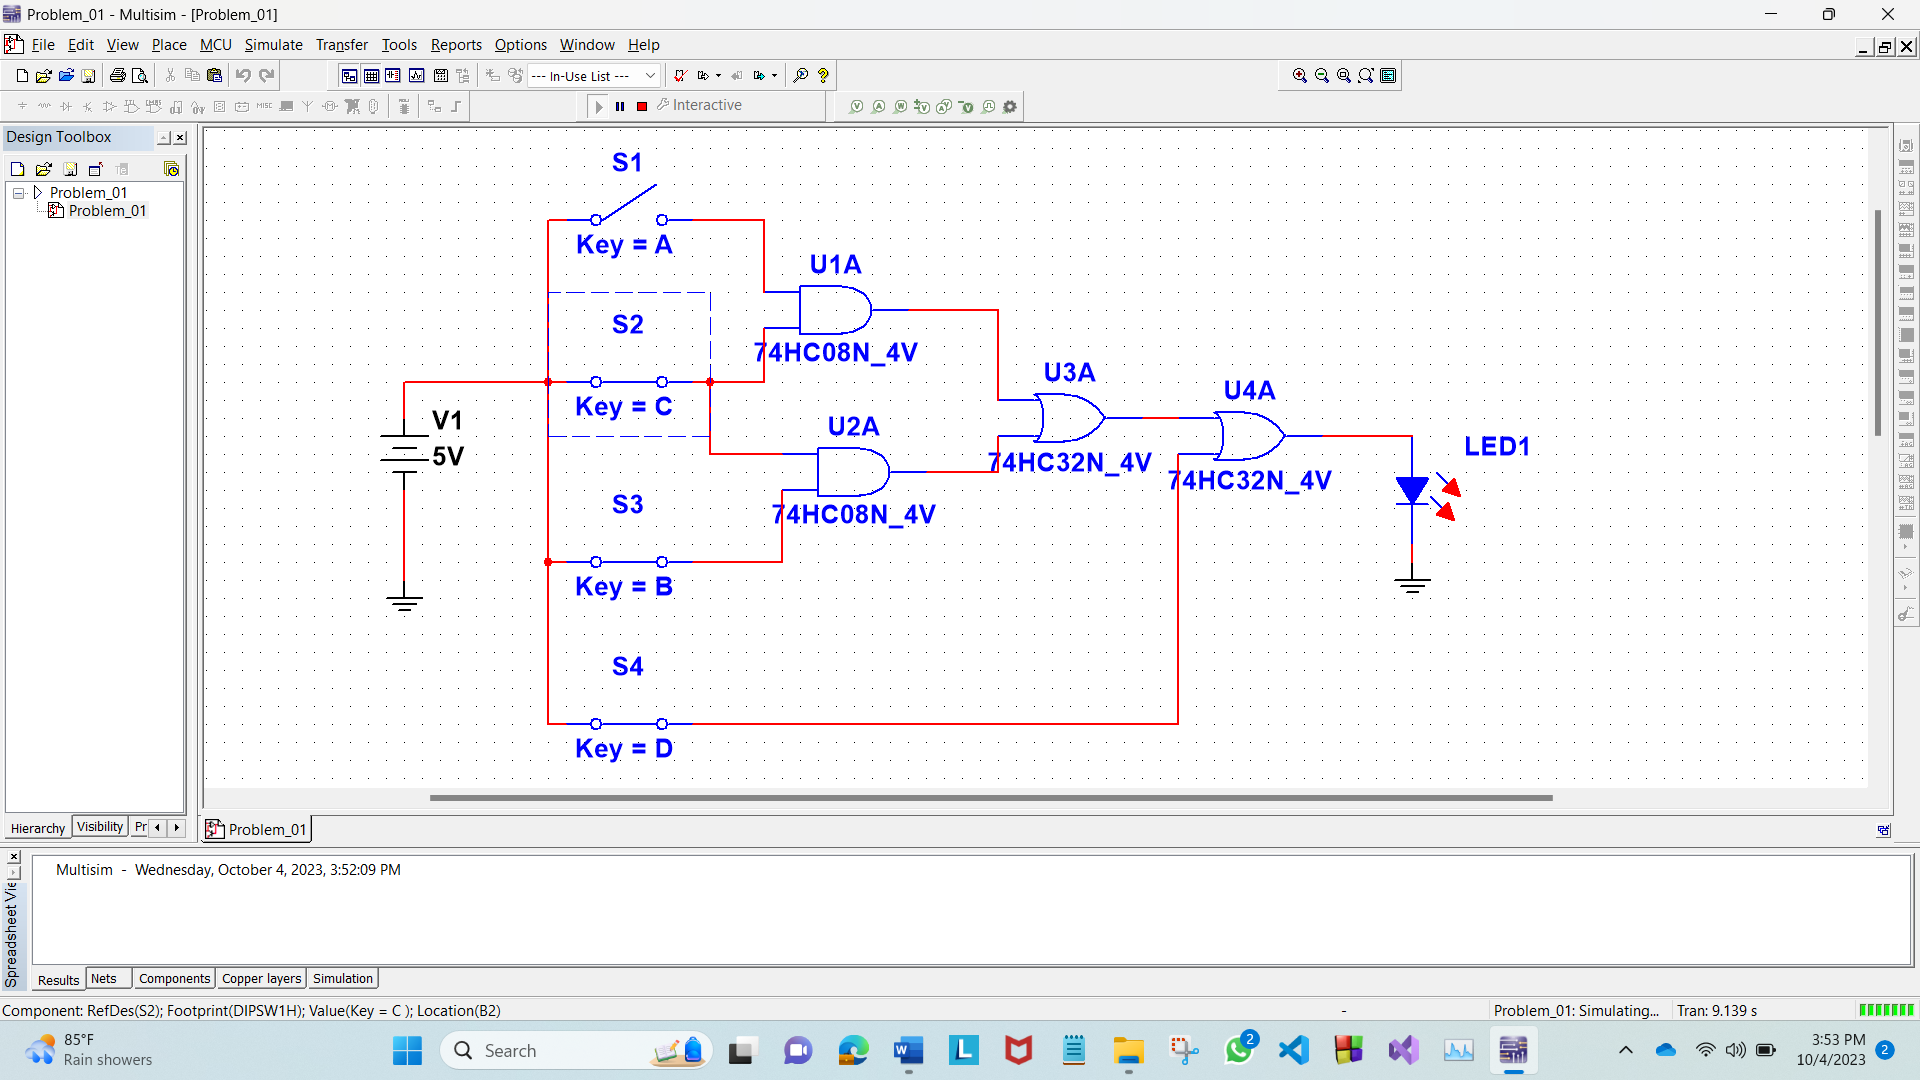 Problem_01 - Multisim - [Problem_01]
File Edit View Place MCU Simulate Transfer Tools Reports Options Window Help
--- In-Use List ---
MISC Interactive
Design Toolbox
Problem_01
Problem_01
S1
Key = A
U1A
74HC08N_4V
S2
Key = C
V1
5V
U2A
74HC08N_4V
U3A
74HC32N_4V
U4A
74HC32N_4V
LED1
S3
Key = B
S4
Key = D
Hierarchy Visibility Pr
Problem_01
Multisim - Wednesday, October 4, 2023, 3:52:09 PM
Spreadsheet Vie
Results Nets Components Copper layers Simulation
Component: RefDes(S2); Footprint(DIPSW1H); Value(Key = C ); Location(B2)
-
Problem_01: Simulating... Tran: 9.139 s
85°F
Rain showers
Search
2
3:53 PM
10/4/2023
2